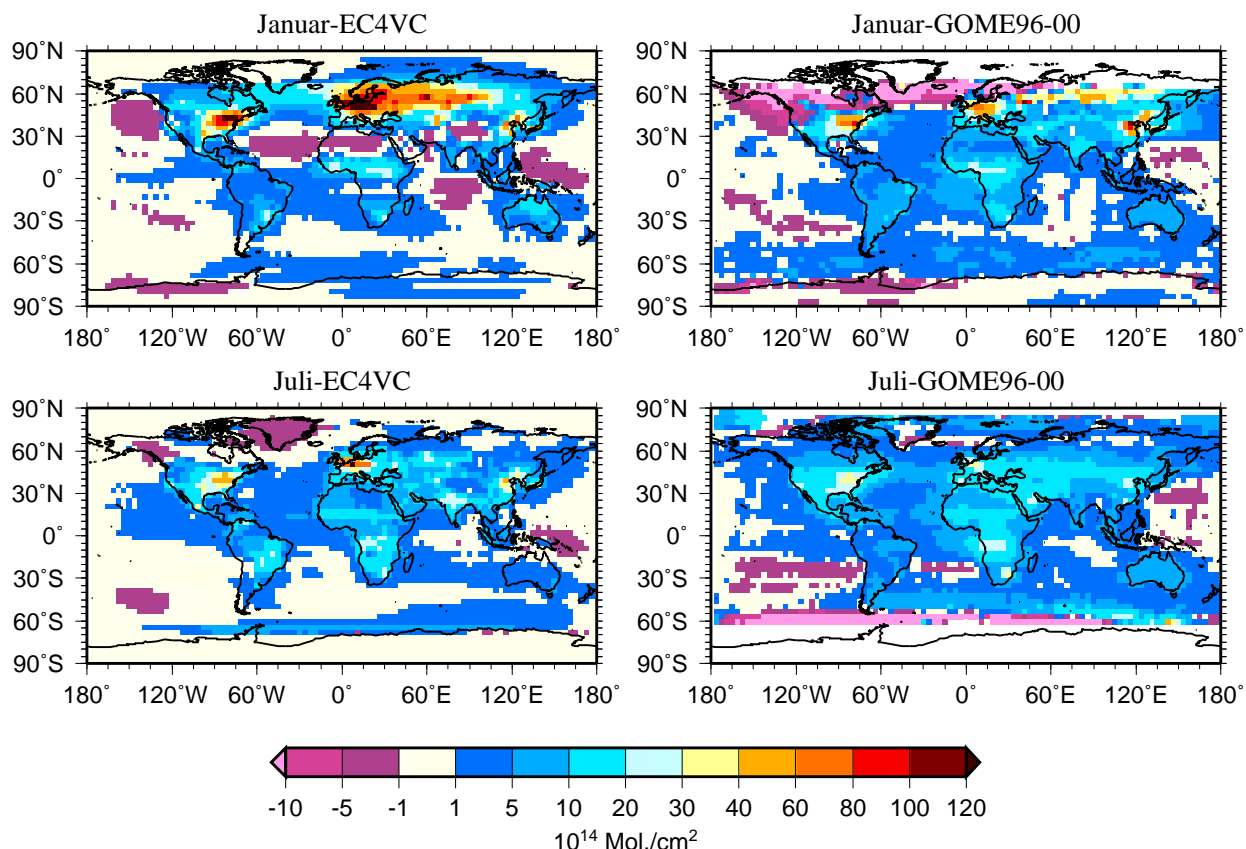 Januar-EC4VC
Januar-GOME96-00
90˚N
60˚N
30˚N
0˚
30˚S
60˚S
90˚S
180˚ 120˚W 60˚W 0˚ 60˚E 120˚E 180˚
90˚N
60˚N
30˚N
0˚
30˚S
60˚S
90˚S
180˚ 120˚W 60˚W 0˚ 60˚E 120˚E 180˚
Juli-EC4VC
Juli-GOME96-00
90˚N
60˚N
30˚N
0˚
30˚S
60˚S
90˚S
180˚ 120˚W 60˚W 0˚ 60˚E 120˚E 180˚
90˚N
60˚N
30˚N
0˚
30˚S
60˚S
90˚S
180˚ 120˚W 60˚W 0˚ 60˚E 120˚E 180˚
-10 -5 -1 1 5 10 20 30 40 60 80 100 120
10¹⁴ Mol./cm²